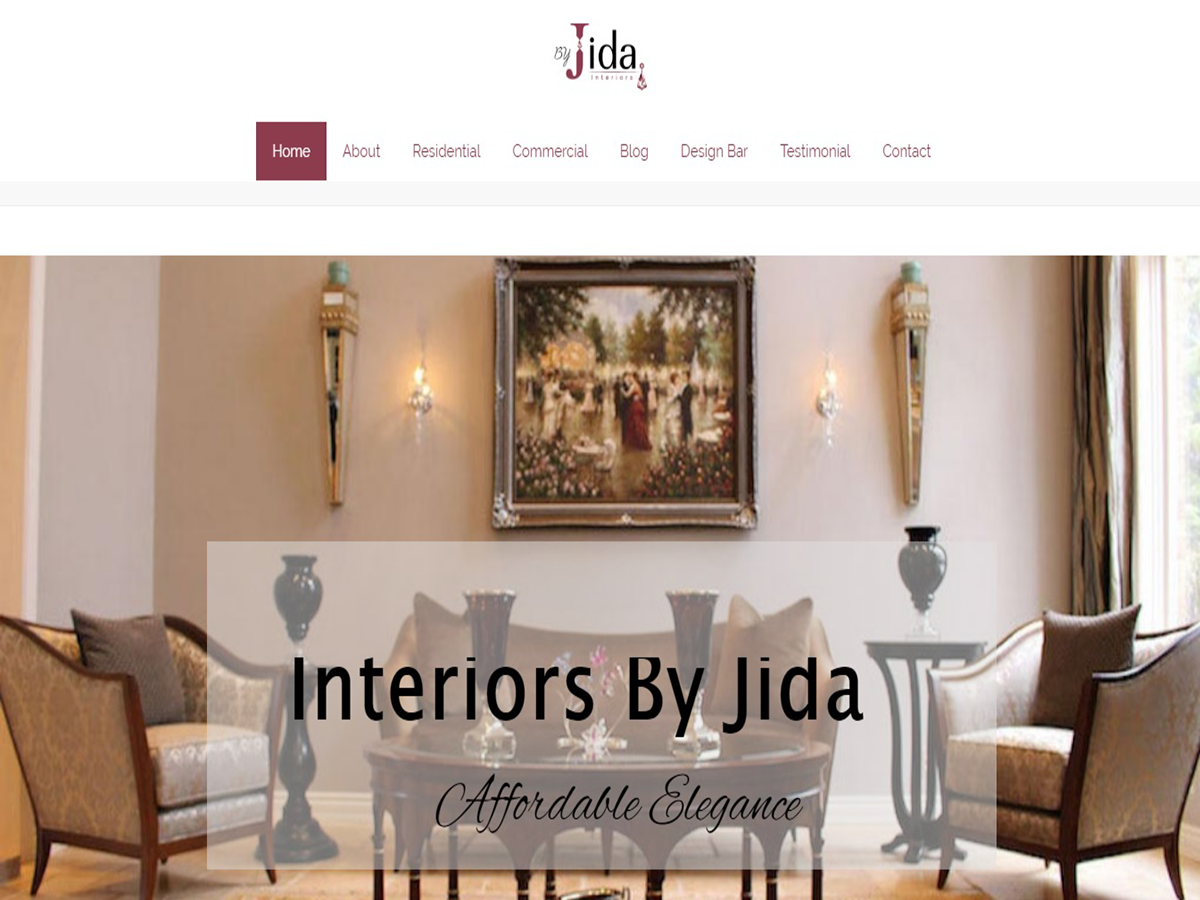 By Jida
Interiors
Home About Residential Commercial Blog Design Bar Testimonial Contact
Interiors By Jida
Affordable Elegance